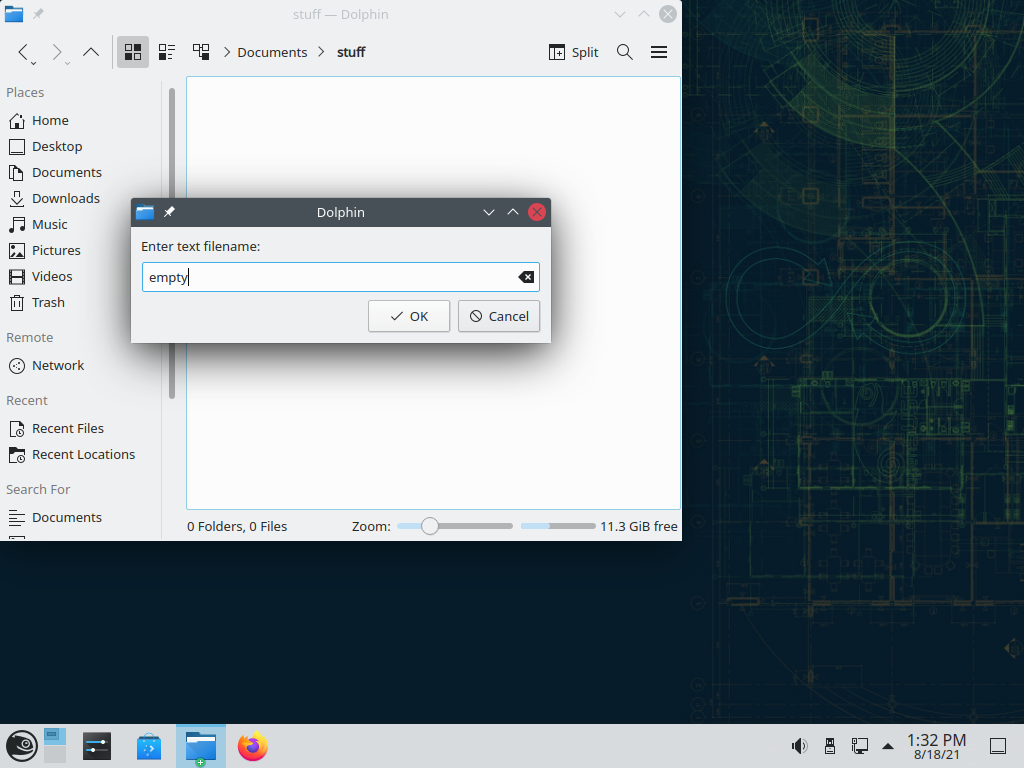 stuff — Dolphin
Documents
stuff
Split
Places
Home
Desktop
Documents
Downloads
Music
Pictures
Videos
Trash
Remote
Network
Recent
Recent Files
Recent Locations
Search For
Documents
Dolphin
Enter text filename:
empty
OK
Cancel
0 Folders, 0 Files
Zoom:
11.3 GiB free
1:32 PM
8/18/21